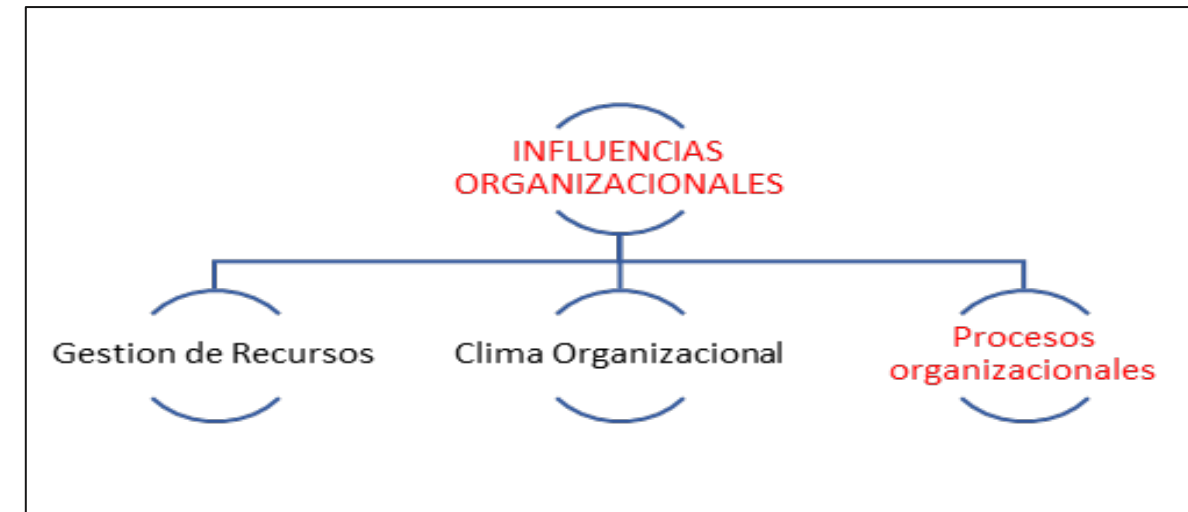 INFLUENCIAS
ORGANIZACIONALES
Gestion de Recursos
Clima Organizacional
Procesos
organizacionales